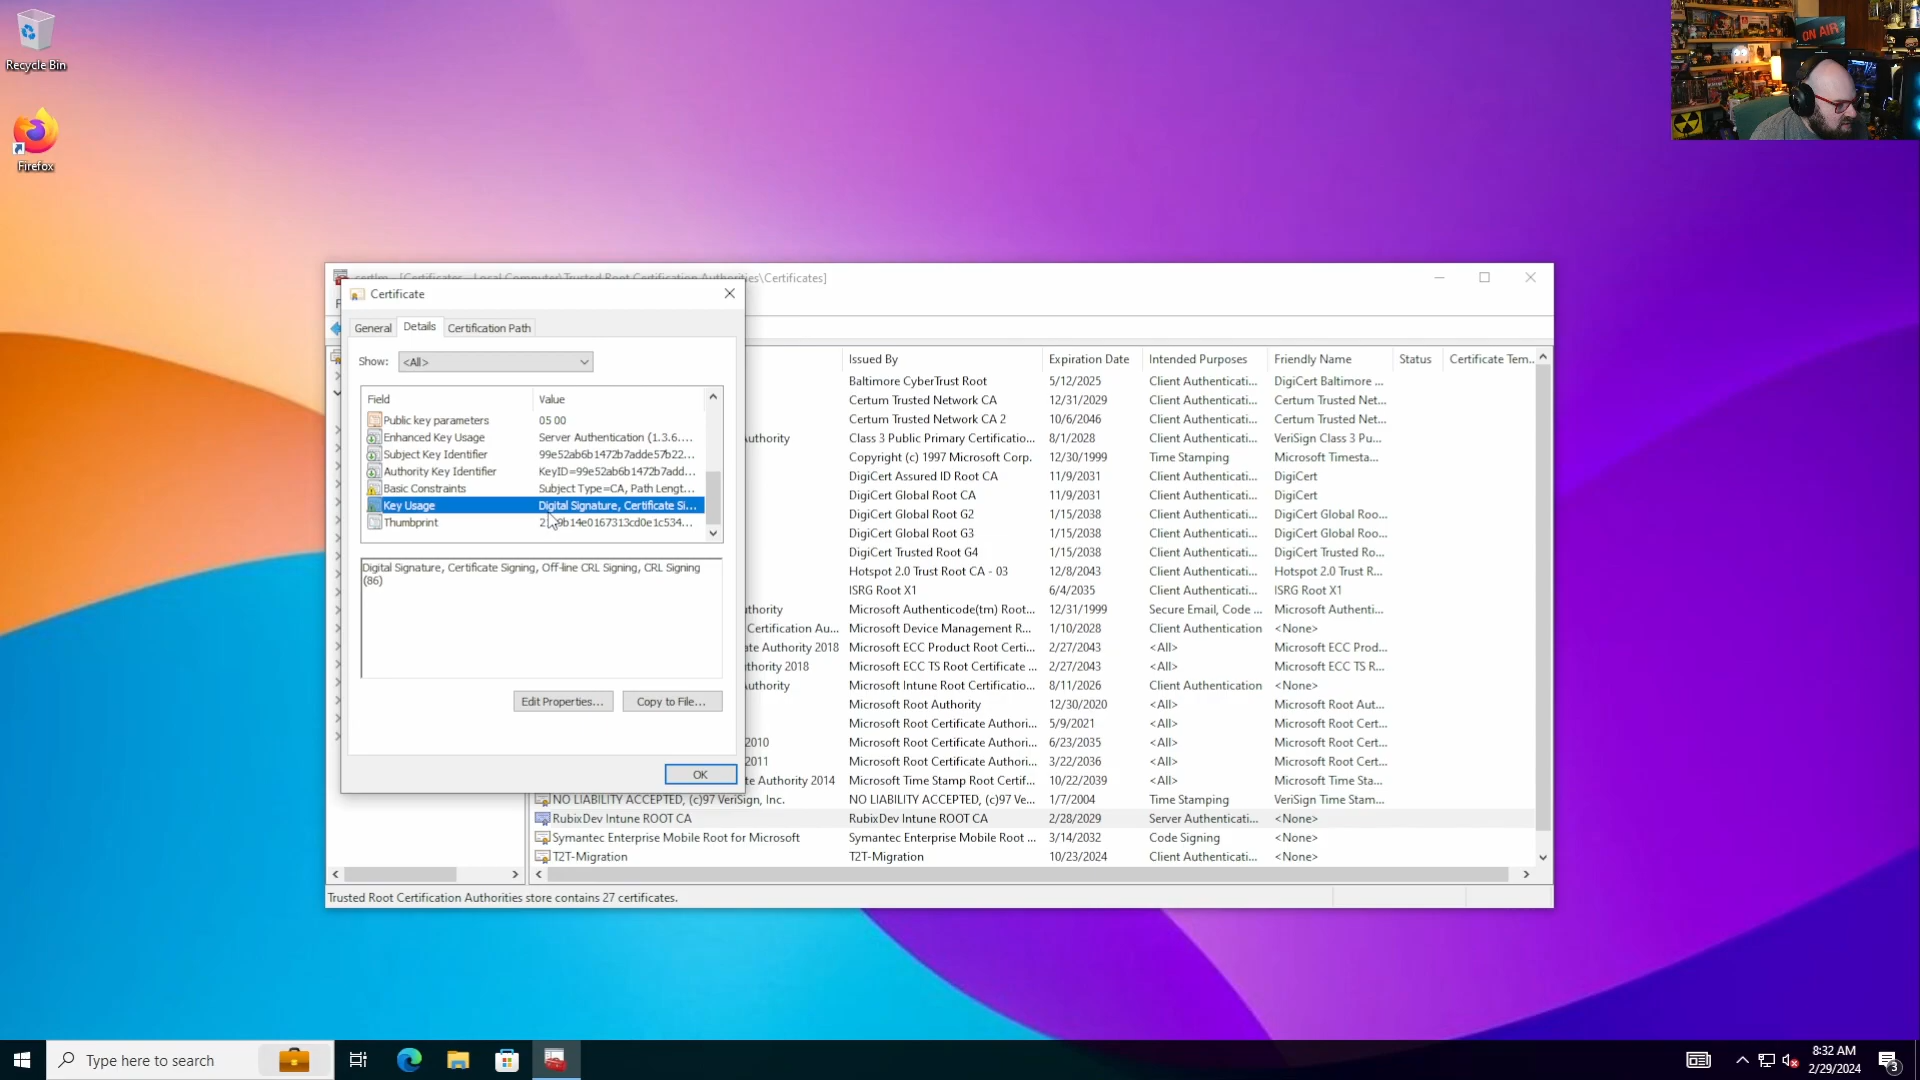 Recycle Bin
Firefox
ON AIR
certlm - [Certificates - Local Computer\Trusted Root Certification Authorities\Certificates]
Certificate
General
Details
Certification Path
Show:
<All>
Field
Value
Public key parameters
05 00
Enhanced Key Usage
Server Authentication (1.3.6....
Subject Key Identifier
99e52ab6b1472b7adde57b22...
Authority Key Identifier
KeyID=99e52ab6b1472b7add...
Basic Constraints
Subject Type=CA, Path Lengt...
Key Usage
Digital Signature, Certificate Si...
Thumbprint
Digital Signature, Certificate Signing, Off-line CRL Signing, CRL Signing
(86)
Edit Properties...
Copy to File...
OK
Issued By
Expiration Date
Intended Purposes
Friendly Name
Status
Certificate Tem...
Baltimore CyberTrust Root
5/12/2025
Client Authenticati...
DigiCert Baltimore ...
Certum Trusted Network CA
12/31/2029
Client Authenticati...
Certum Trusted Net...
Certum Trusted Network CA 2
10/6/2046
Client Authenticati...
Certum Trusted Net...
uthority
Class 3 Public Primary Certificatio...
8/1/2028
Client Authenticati...
VeriSign Class 3 Pu...
Copyright (c) 1997 Microsoft Corp.
12/30/1999
Time Stamping
Microsoft Timesta...
DigiCert Assured ID Root CA
11/9/2031
Client Authenticati...
DigiCert
DigiCert Global Root CA
11/9/2031
Client Authenticati...
DigiCert
DigiCert Global Root G2
1/15/2038
Client Authenticati...
DigiCert Global Roo...
DigiCert Global Root G3
1/15/2038
Client Authenticati...
DigiCert Global Roo...
DigiCert Trusted Root G4
1/15/2038
Client Authenticati...
DigiCert Trusted Ro...
Hotspot 2.0 Trust Root CA - 03
12/8/2043
Client Authenticati...
Hotspot 2.0 Trust R...
ISRG Root X1
6/4/2035
Client Authenticati...
ISRG Root X1
uthority
Microsoft Authenticode(tm) Root...
12/31/1999
Secure Email, Code ...
Microsoft Authenti...
Certification Au...
Microsoft Device Management R...
1/10/2028
Client Authentication
<None>
ate Authority 2018
Microsoft ECC Product Root Certi...
2/27/2043
<All>
Microsoft ECC Prod...
thority 2018
Microsoft ECC TS Root Certificate ...
2/27/2043
<All>
Microsoft ECC TS R...
uthority
Microsoft Intune Root Certificatio...
8/11/2026
Client Authentication
<None>
Microsoft Root Authority
12/30/2020
<All>
Microsoft Root Aut...
Microsoft Root Certificate Authori...
5/9/2021
<All>
Microsoft Root Cert...
2010
Microsoft Root Certificate Authori...
6/23/2035
<All>
Microsoft Root Cert...
2011
Microsoft Root Certificate Authori...
3/22/2036
<All>
Microsoft Root Cert...
te Authority 2014
Microsoft Time Stamp Root Certif...
10/22/2039
<All>
Microsoft Time Sta...
NO LIABILITY ACCEPTED, (c)97 VeriSign, Inc.
NO LIABILITY ACCEPTED, (c)97 Ve...
1/7/2004
Time Stamping
VeriSign Time Stam...
RubixDev Intune ROOT CA
RubixDev Intune ROOT CA
2/28/2029
Server Authenticati...
<None>
Symantec Enterprise Mobile Root for Microsoft
Symantec Enterprise Mobile Root ...
3/14/2032
Code Signing
<None>
T2T-Migration
T2T-Migration
10/23/2024
Client Authenticati...
<None>
Trusted Root Certification Authorities store contains 27 certificates.
Type here to search
8:32 AM
2/29/2024
3